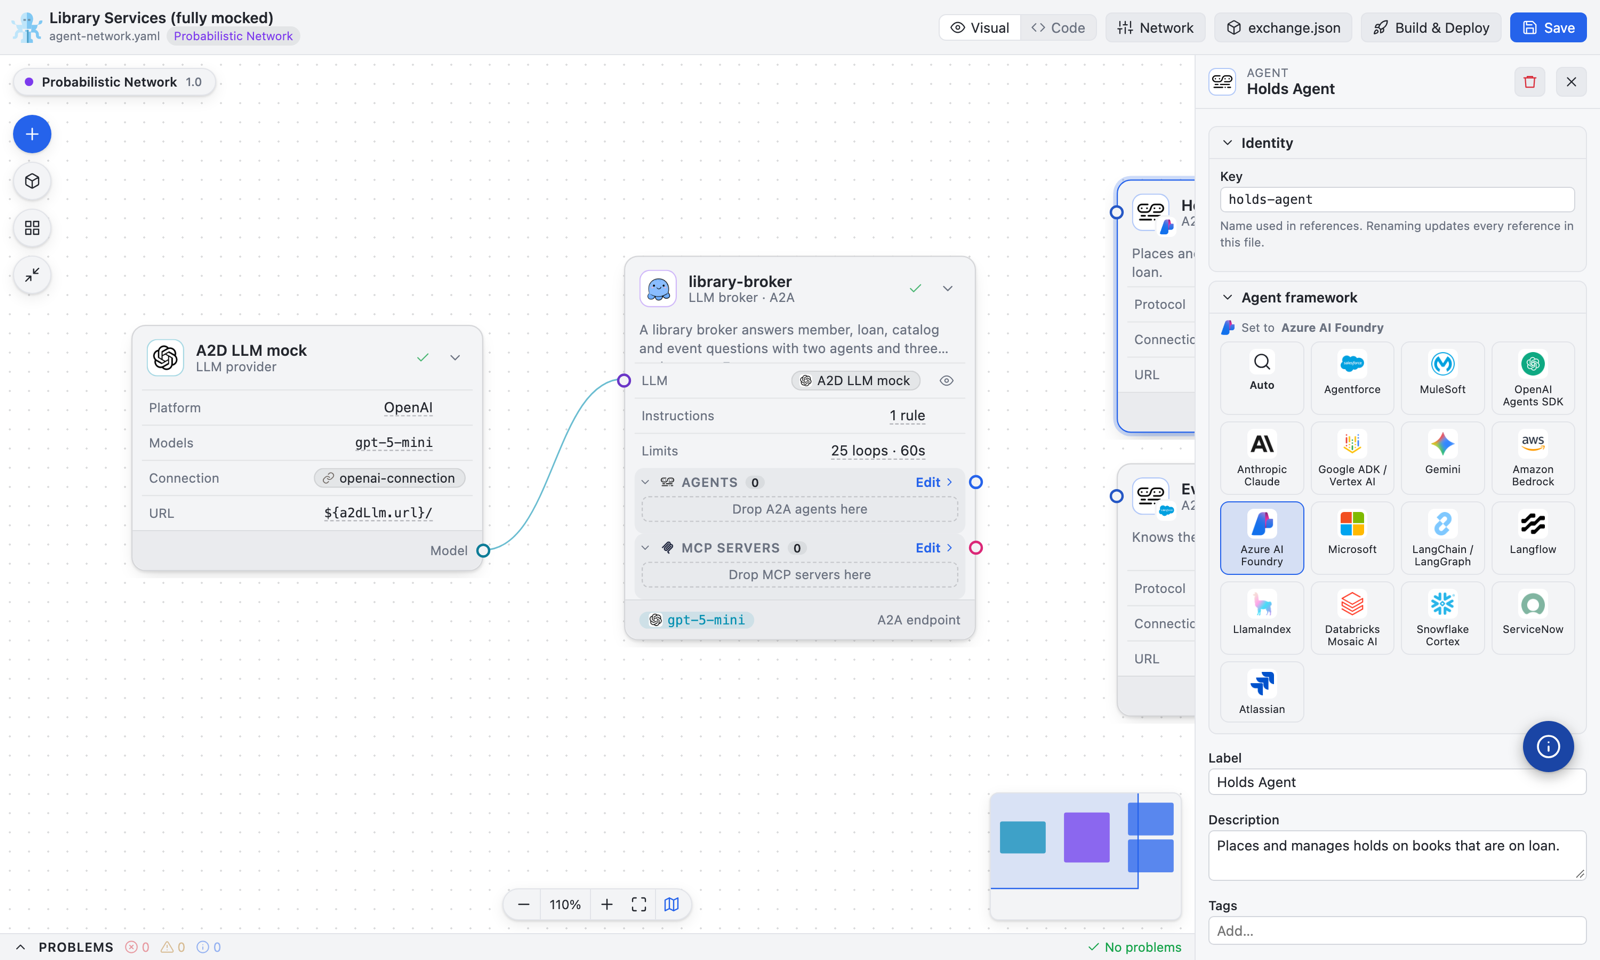 Library Services (fully mocked)
agent-network.yaml Probabilistic Network
Visual
Code
Network
exchange.json
Build & Deploy
Save
Probabilistic Network 1.0
A2D LLM mock
LLM provider
Platform OpenAI
Models gpt-5-mini
Connection openai-connection
URL ${a2dLlm.url}/
Model
library-broker
LLM broker · A2A
A library broker answers member, loan, catalog
and event questions with two agents and three...
LLM A2D LLM mock
Instructions 1 rule
Limits 25 loops · 60s
AGENTS 0 Edit
Drop A2A agents here
MCP SERVERS 0 Edit
Drop MCP servers here
gpt-5-mini A2A endpoint
Places an
loan.
Protocol
Connectic
URL
Knows the
Protocol
Connectic
URL
110%
PROBLEMS 0 0 0
No problems
AGENT
Holds Agent
Identity
Key
holds-agent
Name used in references. Renaming updates every reference in
this file.
Agent framework
Set to Azure AI Foundry
Auto
Agentforce
MuleSoft
OpenAI
Agents SDK
Anthropic
Claude
Google ADK /
Vertex AI
Gemini
aws
Amazon
Bedrock
Azure AI
Foundry
Microsoft
LangChain /
LangGraph
Langflow
LlamaIndex
Databricks
Mosaic AI
Snowflake
Cortex
ServiceNow
Atlassian
Label
Holds Agent
Description
Places and manages holds on books that are on loan.
Tags
Add...